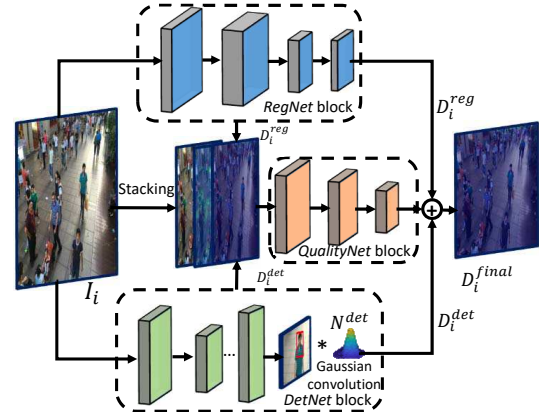 RegNet block
D_i^{reg}
D_i^{reg}
Stacking
QualityNet block
I_i
D_i^{det}
D_i^{final}
D_i^{det}
* N^{det}
Gaussian
convolution
DetNet block